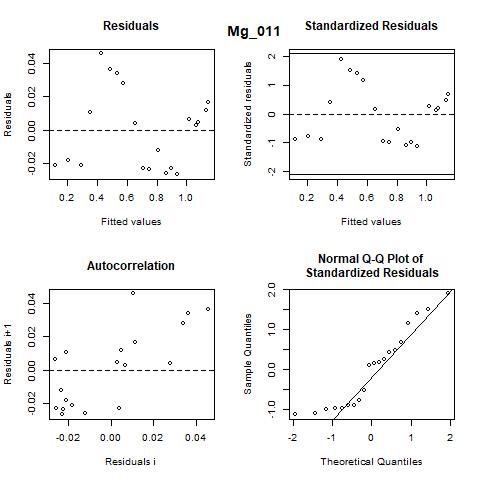 Mg_011
Residuals
Residuals
-0.02 0.00 0.02 0.04
0.2 0.4 0.6 0.8 1.0
Fitted values
Standardized Residuals
Standardized residuals
-2 -1 0 1 2
0.2 0.4 0.6 0.8 1.0
Fitted values
Autocorrelation
Residuals i+1
-0.02 0.00 0.02 0.04
-0.02 0.00 0.02 0.04
Residuals i
Normal Q-Q Plot of
Standardized Residuals
Sample Quantiles
-1.0 0.0 1.0 2.0
-2 -1 0 1 2
Theoretical Quantiles